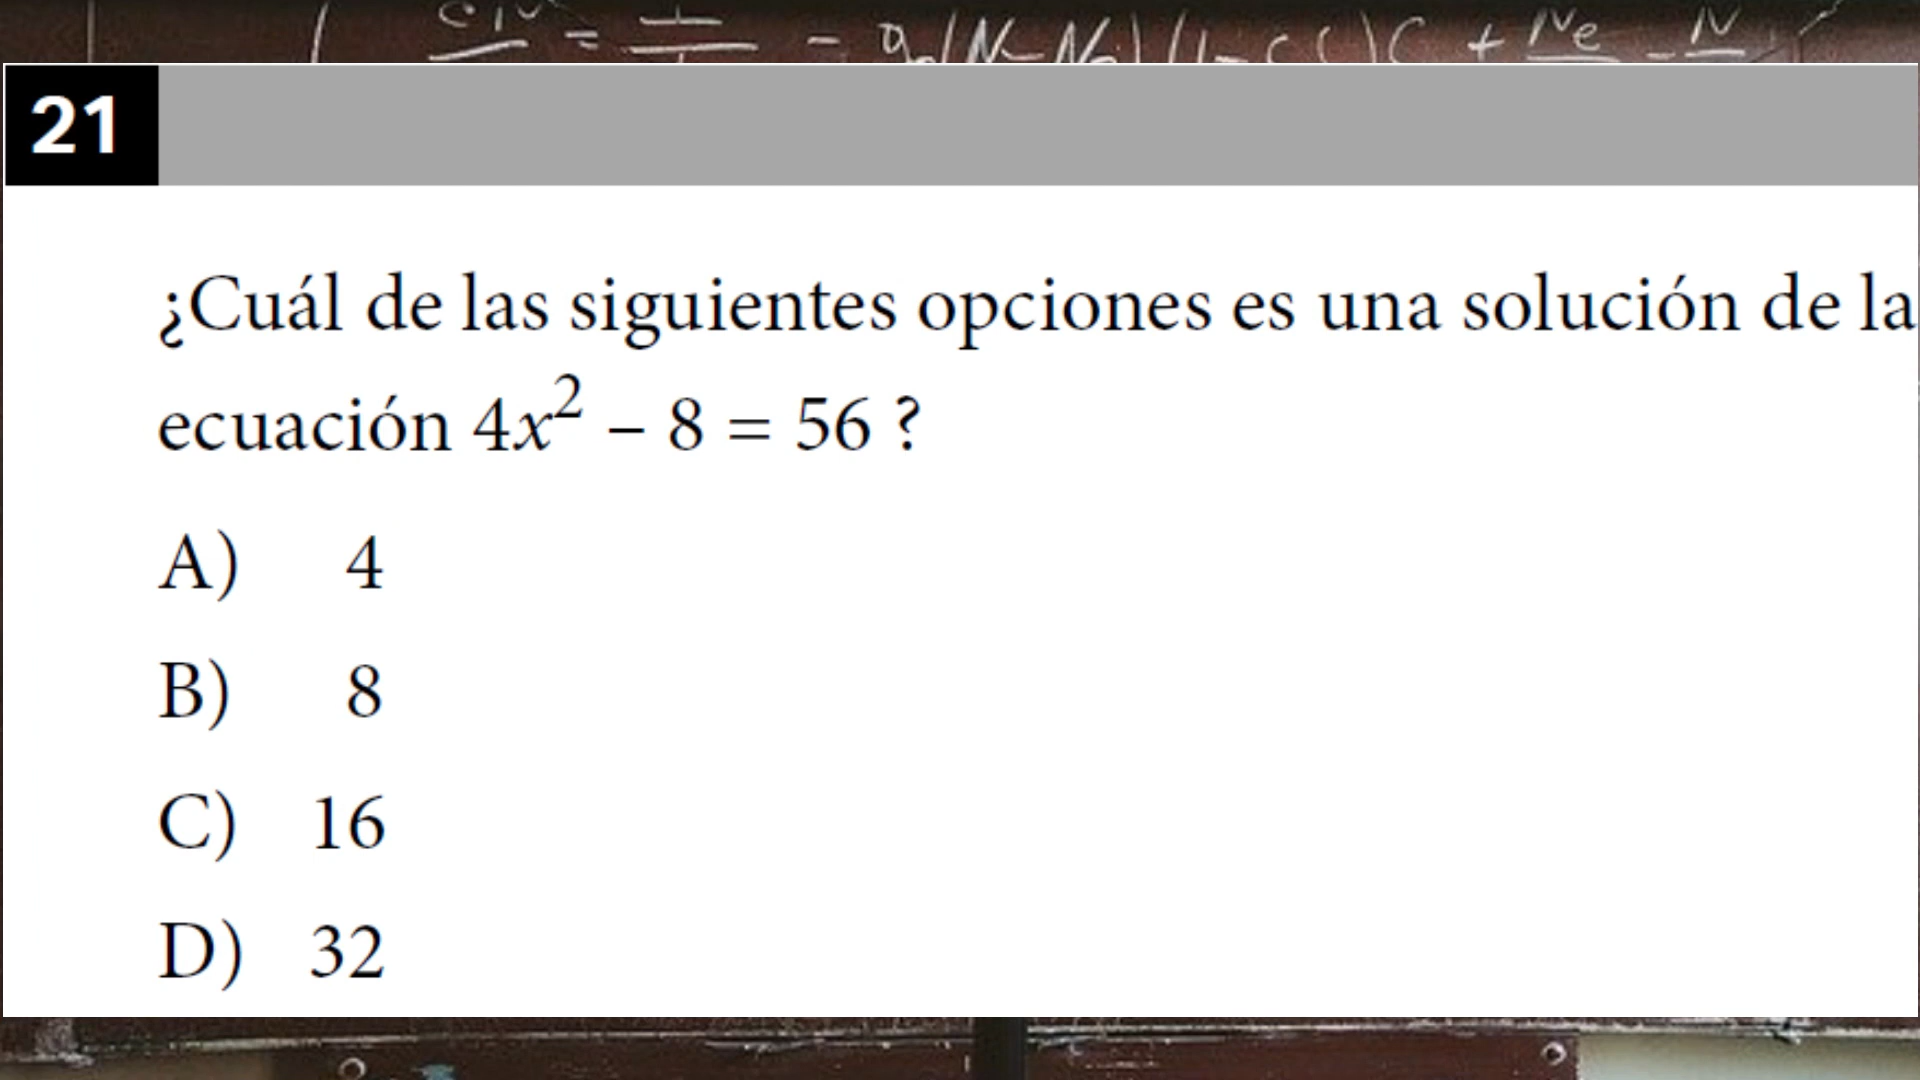 21
¿Cuál de las siguientes opciones es una solución de la
ecuación 4x² – 8 = 56 ?
A) 4
B) 8
C) 16
D) 32